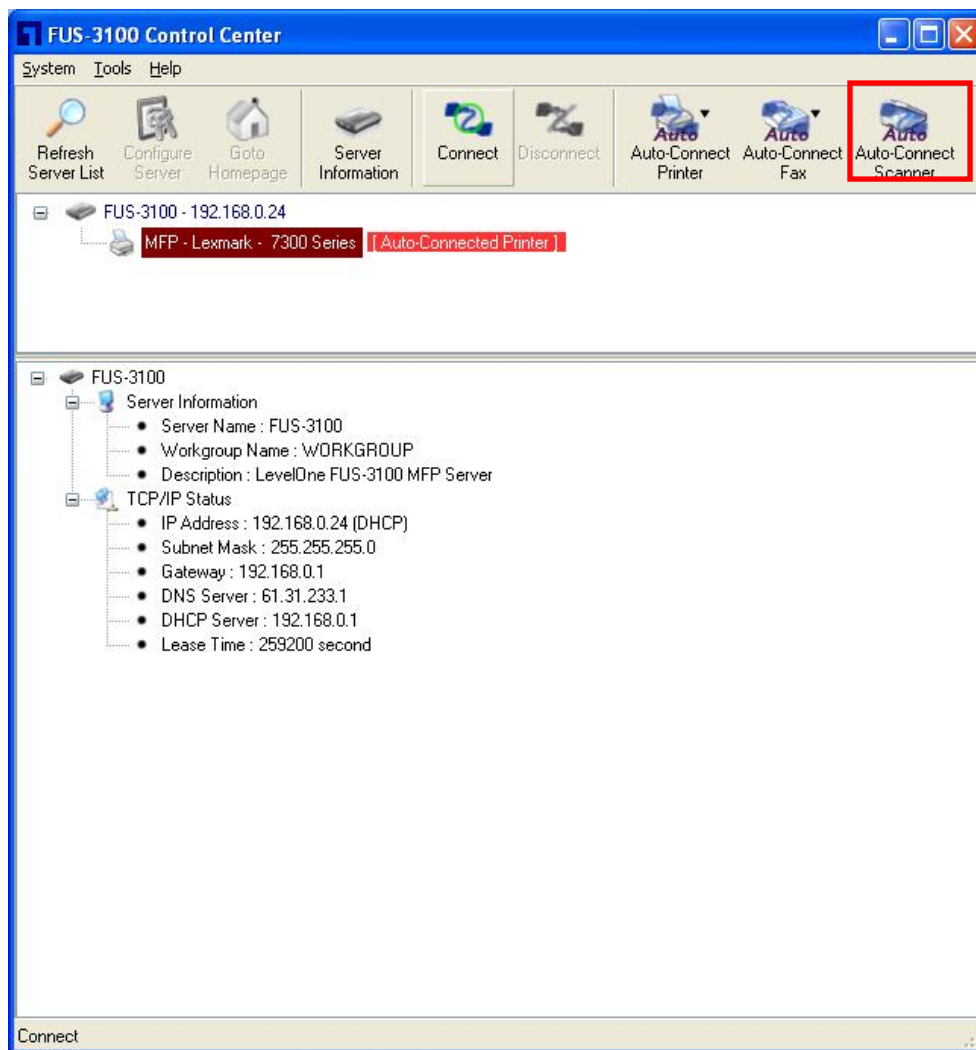 FUS-3100 Control Center
System Tools Help
Refresh Server List
Configure Server
Goto Homepage
Server Information
Connect
Disconnect
Auto
Auto-Connect Printer
Auto
Auto-Connect Fax
Auto
Auto-Connect Scanner
FUS-3100 - 192.168.0.24
MFP - Lexmark - 7300 Series [ Auto-Connected Printer ]
FUS-3100
Server Information
Server Name : FUS-3100
Workgroup Name : WORKGROUP
Description : LevelOne FUS-3100 MFP Server
TCP/IP Status
IP Address : 192.168.0.24 (DHCP)
Subnet Mask : 255.255.255.0
Gateway : 192.168.0.1
DNS Server : 61.31.233.1
DHCP Server : 192.168.0.1
Lease Time : 259200 second
Connect